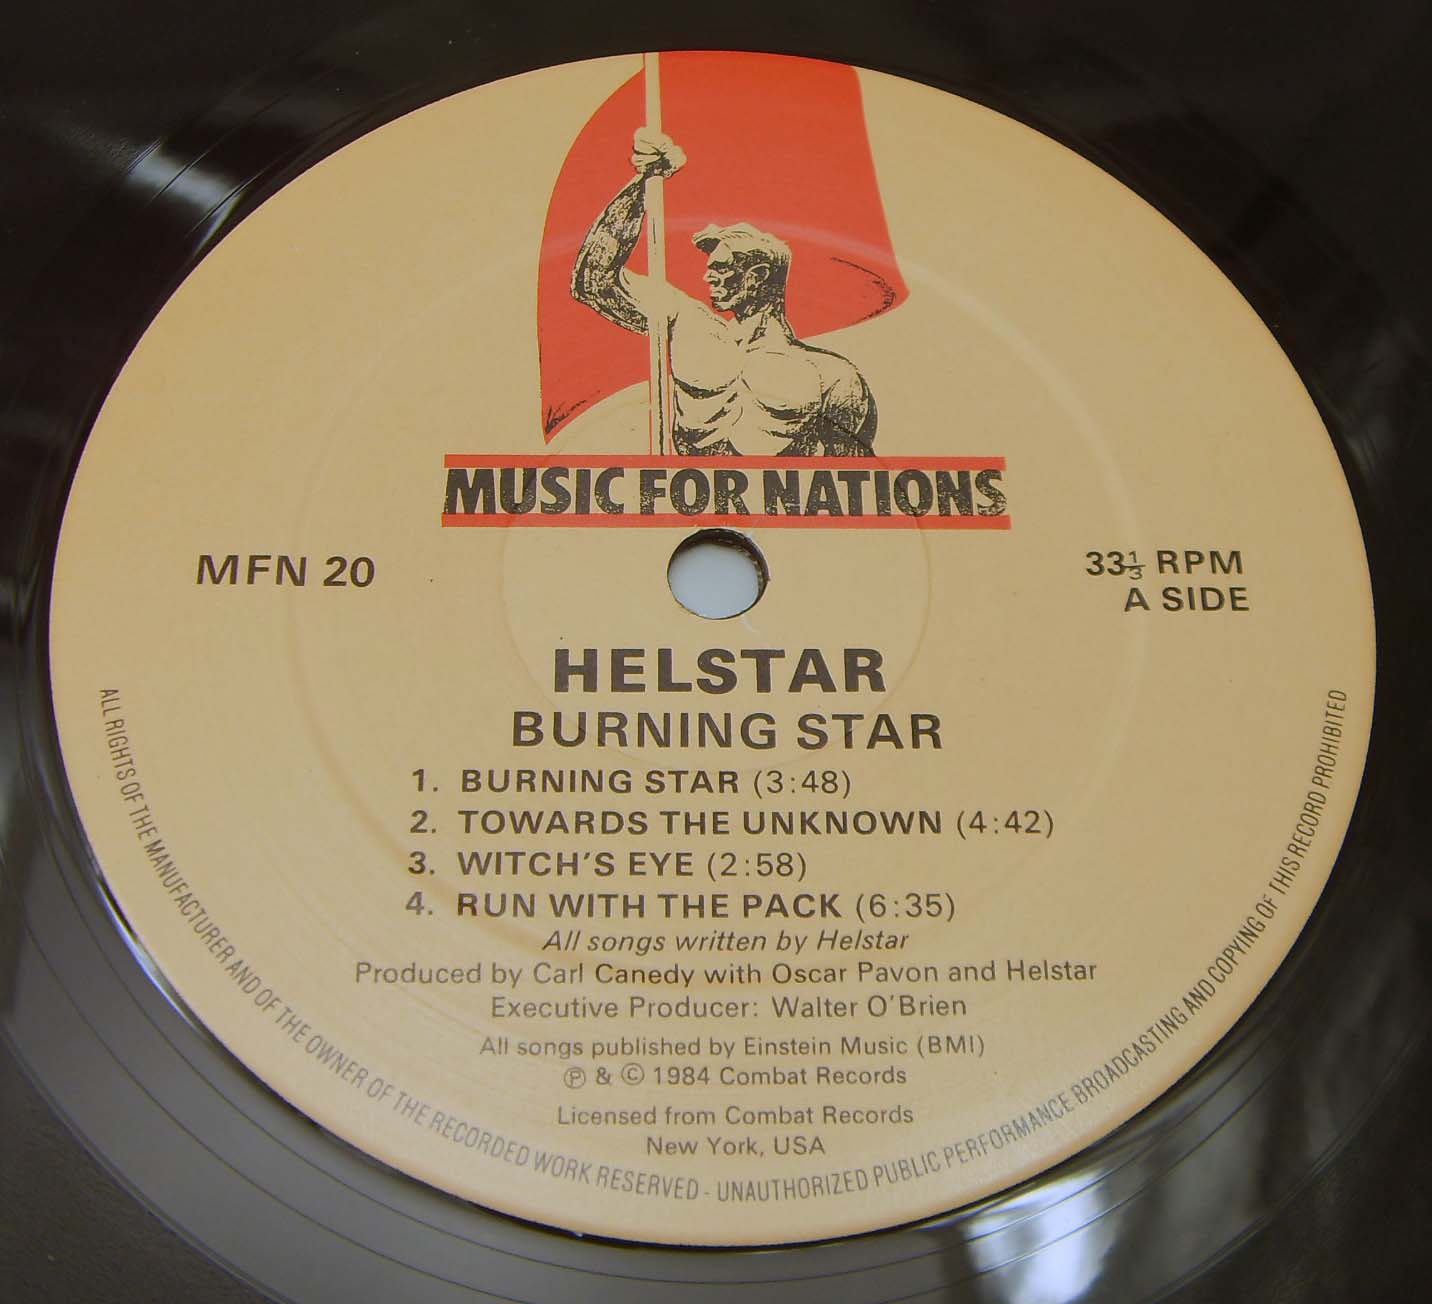 MUSIC FOR NATIONS
MFN 20
33⅓ RPM
A SIDE
HELSTAR
BURNING STAR
1. BURNING STAR (3:48)
2. TOWARDS THE UNKNOWN (4:42)
3. WITCH'S EYE (2:58)
4. RUN WITH THE PACK (6:35)
All songs written by Helstar
Produced by Carl Canedy with Oscar Pavon and Helstar
Executive Producer: Walter O'Brien
All songs published by Einstein Music (BMI)
Ⓟ & © 1984 Combat Records
Licensed from Combat Records
New York, USA
ALL RIGHTS OF THE MANUFACTURER AND OF THE OWNER OF THE RECORDED WORK RESERVED - UNAUTHORIZED PUBLIC PERFORMANCE BROADCASTING AND COPYING OF THIS RECORD PROHIBITED